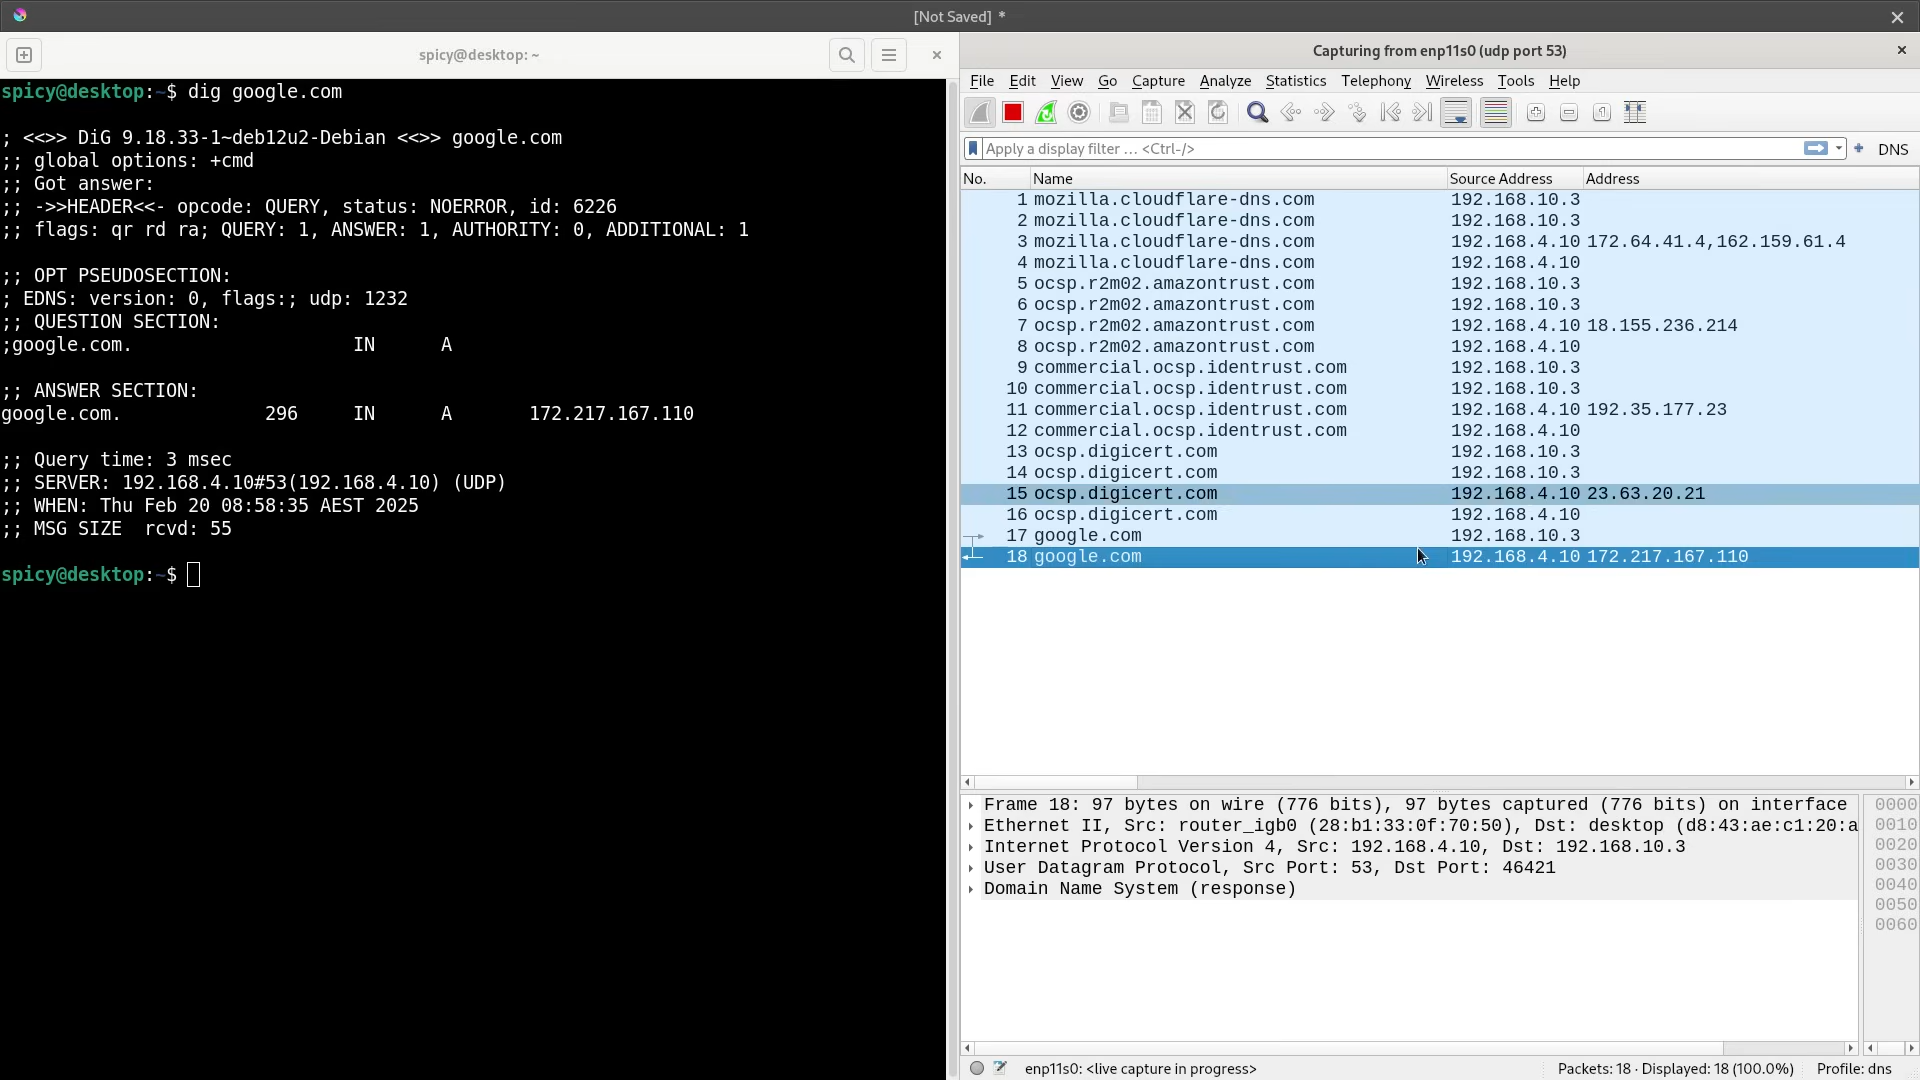 [Not Saved] *
spicy@desktop: ~
spicy@desktop:~$ dig google.com
; <<>> DiG 9.18.33-1~deb12u2-Debian <<>> google.com
;; global options: +cmd
;; Got answer:
;; ->>HEADER<<- opcode: QUERY, status: NOERROR, id: 6226
;; flags: qr rd ra; QUERY: 1, ANSWER: 1, AUTHORITY: 0, ADDITIONAL: 1
;; OPT PSEUDOSECTION:
; EDNS: version: 0, flags:; udp: 1232
;; QUESTION SECTION:
;google.com. IN A
;; ANSWER SECTION:
google.com. 296 IN A 172.217.167.110
;; Query time: 3 msec
;; SERVER: 192.168.4.10#53(192.168.4.10) (UDP)
;; WHEN: Thu Feb 20 08:58:35 AEST 2025
;; MSG SIZE rcvd: 55
spicy@desktop:~$
Capturing from enp11s0 (udp port 53)
File Edit View Go Capture Analyze Statistics Telephony Wireless Tools Help
Apply a display filter … <Ctrl-/> DNS
No. Name Source Address Address
1 mozilla.cloudflare-dns.com 192.168.10.3
2 mozilla.cloudflare-dns.com 192.168.10.3
3 mozilla.cloudflare-dns.com 192.168.4.10 172.64.41.4,162.159.61.4
4 mozilla.cloudflare-dns.com 192.168.4.10
5 ocsp.r2m02.amazontrust.com 192.168.10.3
6 ocsp.r2m02.amazontrust.com 192.168.10.3
7 ocsp.r2m02.amazontrust.com 192.168.4.10 18.155.236.214
8 ocsp.r2m02.amazontrust.com 192.168.4.10
9 commercial.ocsp.identrust.com 192.168.10.3
10 commercial.ocsp.identrust.com 192.168.10.3
11 commercial.ocsp.identrust.com 192.168.4.10 192.35.177.23
12 commercial.ocsp.identrust.com 192.168.4.10
13 ocsp.digicert.com 192.168.10.3
14 ocsp.digicert.com 192.168.10.3
15 ocsp.digicert.com 192.168.4.10 23.63.20.21
16 ocsp.digicert.com 192.168.4.10
17 google.com 192.168.10.3
18 google.com 192.168.4.10 172.217.167.110
Frame 18: 97 bytes on wire (776 bits), 97 bytes captured (776 bits) on interface
Ethernet II, Src: router_igb0 (28:b1:33:0f:70:50), Dst: desktop (d8:43:ae:c1:20:a
Internet Protocol Version 4, Src: 192.168.4.10, Dst: 192.168.10.3
User Datagram Protocol, Src Port: 53, Dst Port: 46421
Domain Name System (response)
0000
0010
0020
0030
0040
0050
0060
enp11s0: <live capture in progress> Packets: 18 · Displayed: 18 (100.0%) Profile: dns